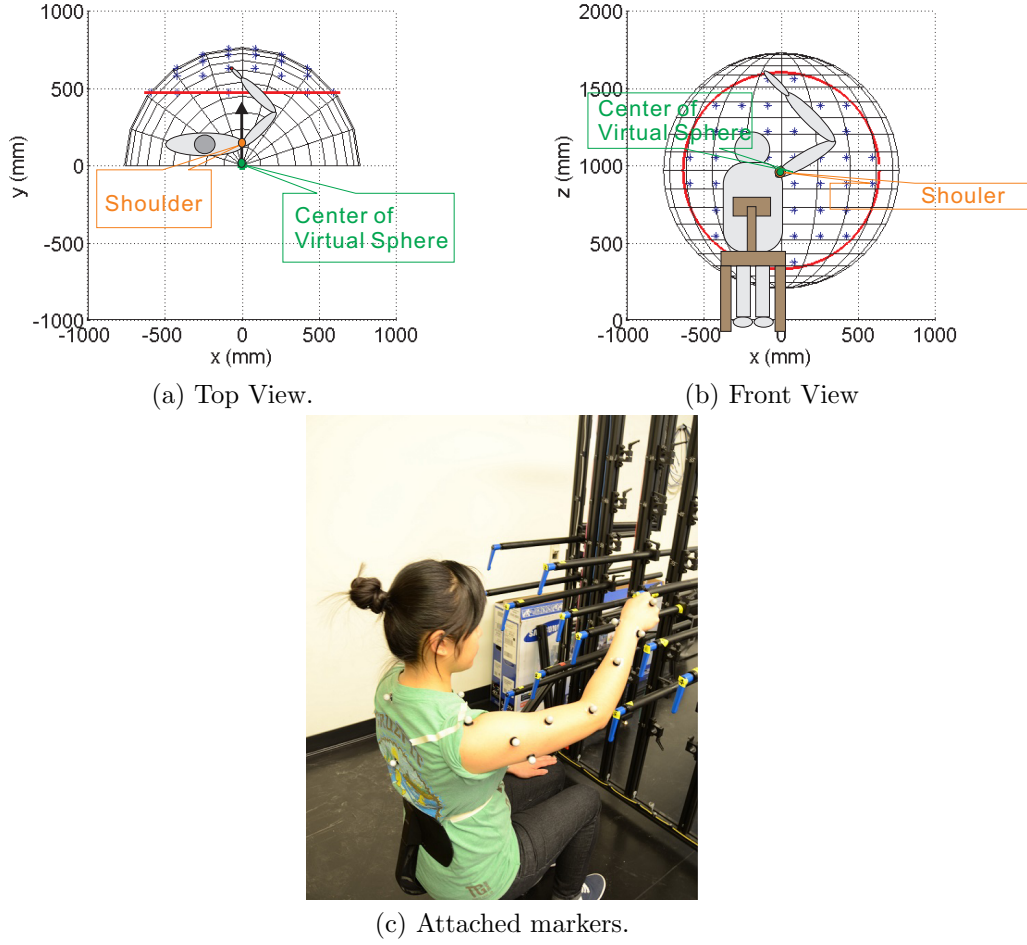 1000
500
0
-500
-1000
-1000
-500
0
500
1000
y (mm)
x (mm)
Shoulder
Center of
Virtual Sphere
(a) Top View.
2000
1500
1000
500
0
-1000
-500
0
500
1000
z (mm)
x (mm)
Center of
Virtual Sphere
Shouler
(b) Front View
SAMSUNG
(c) Attached markers.